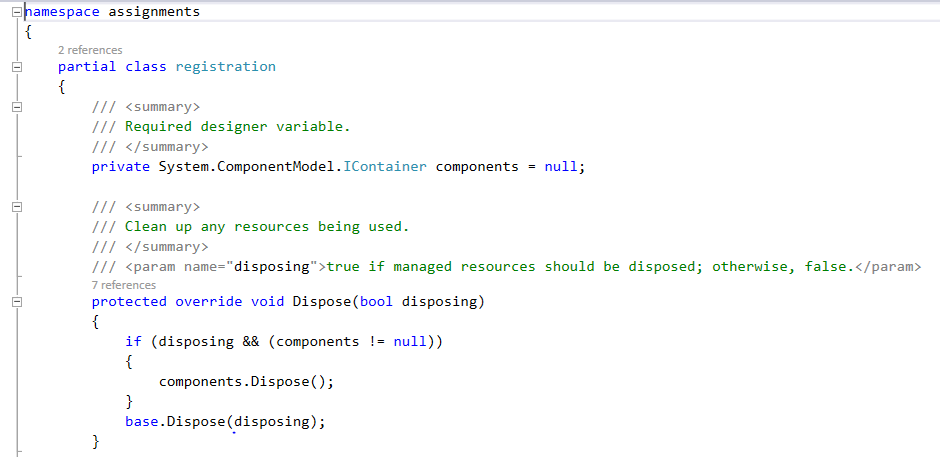 namespace assignments
{
2 references
partial class registration
{
/// <summary>
/// Required designer variable.
/// </summary>
private System.ComponentModel.IContainer components = null;
/// <summary>
/// Clean up any resources being used.
/// </summary>
/// <param name="disposing">true if managed resources should be disposed; otherwise, false.</param>
7 references
protected override void Dispose(bool disposing)
{
if (disposing && (components != null))
{
components.Dispose();
}
base.Dispose(disposing);
}